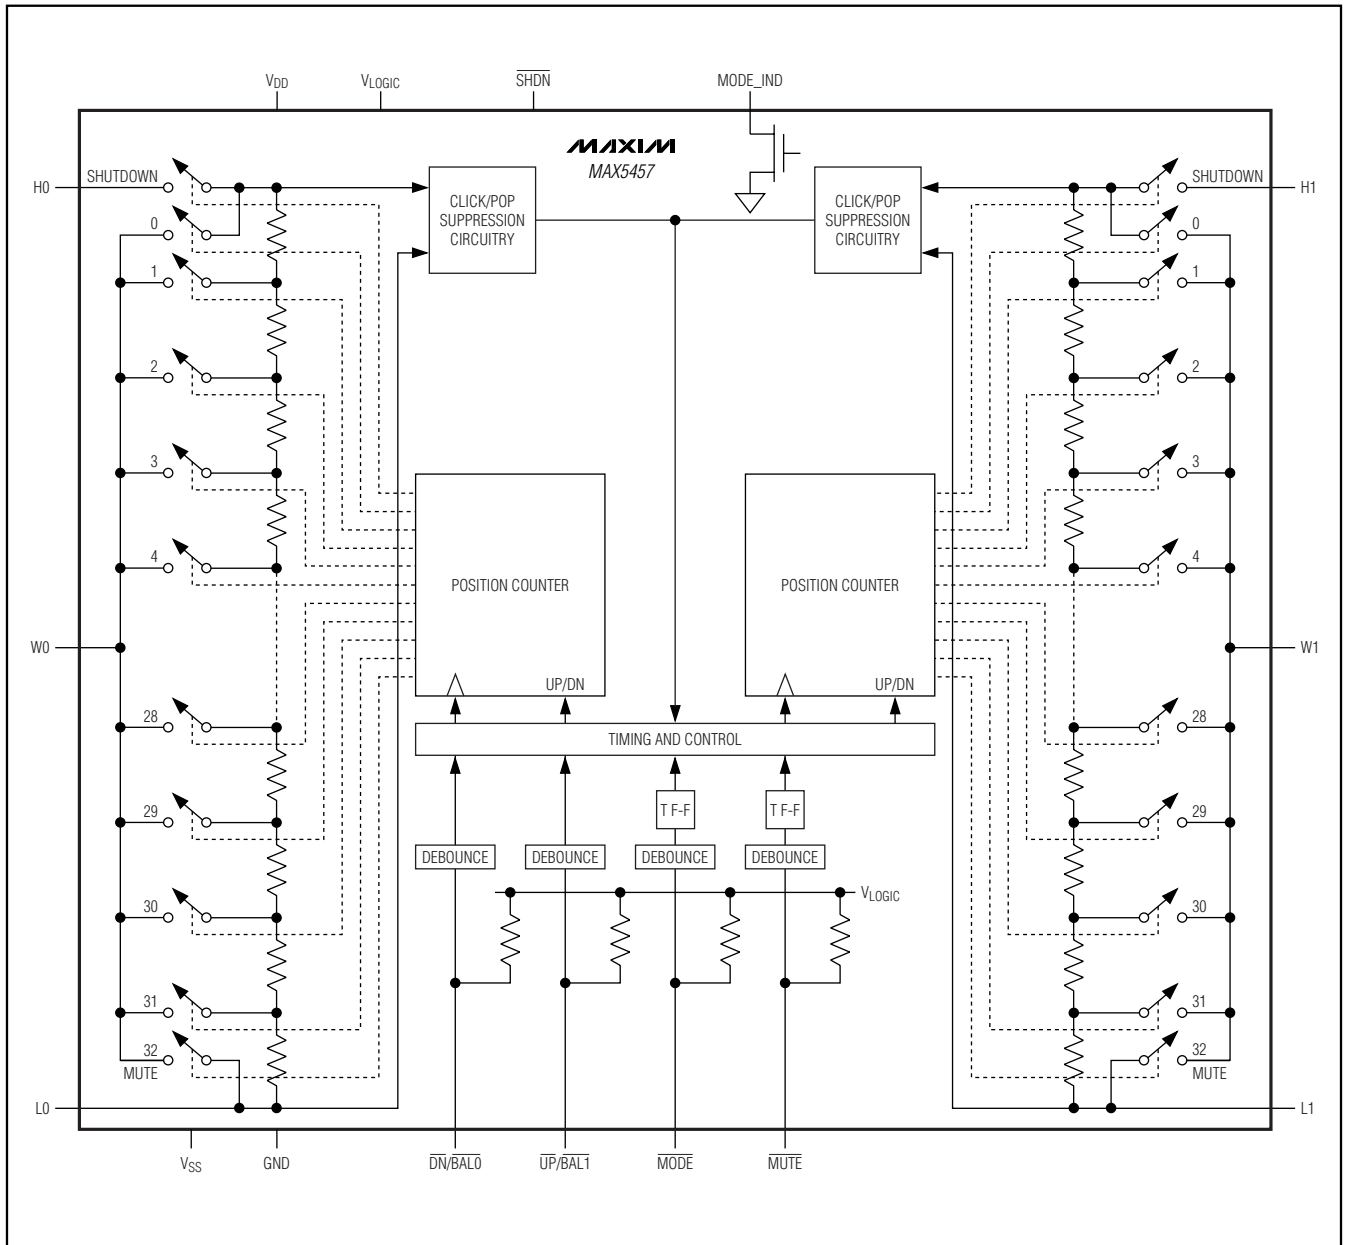 VDD VLOGIC SHDN MODE_IND
MAXIM
MAX5457
H0 SHUTDOWN
CLICK/POP
SUPPRESSION
CIRCUITRY
CLICK/POP
SUPPRESSION
CIRCUITRY
SHUTDOWN H1
0
1
2
3
4
0
1
2
3
4
POSITION COUNTER
UP/DN
POSITION COUNTER
UP/DN
W0
W1
28
29
30
31
32
MUTE
28
29
30
31
32
MUTE
TIMING AND CONTROL
T F-F T F-F
DEBOUNCE DEBOUNCE DEBOUNCE DEBOUNCE
VLOGIC
L0
L1
VSS GND DN/BAL0 UP/BAL1 MODE MUTE